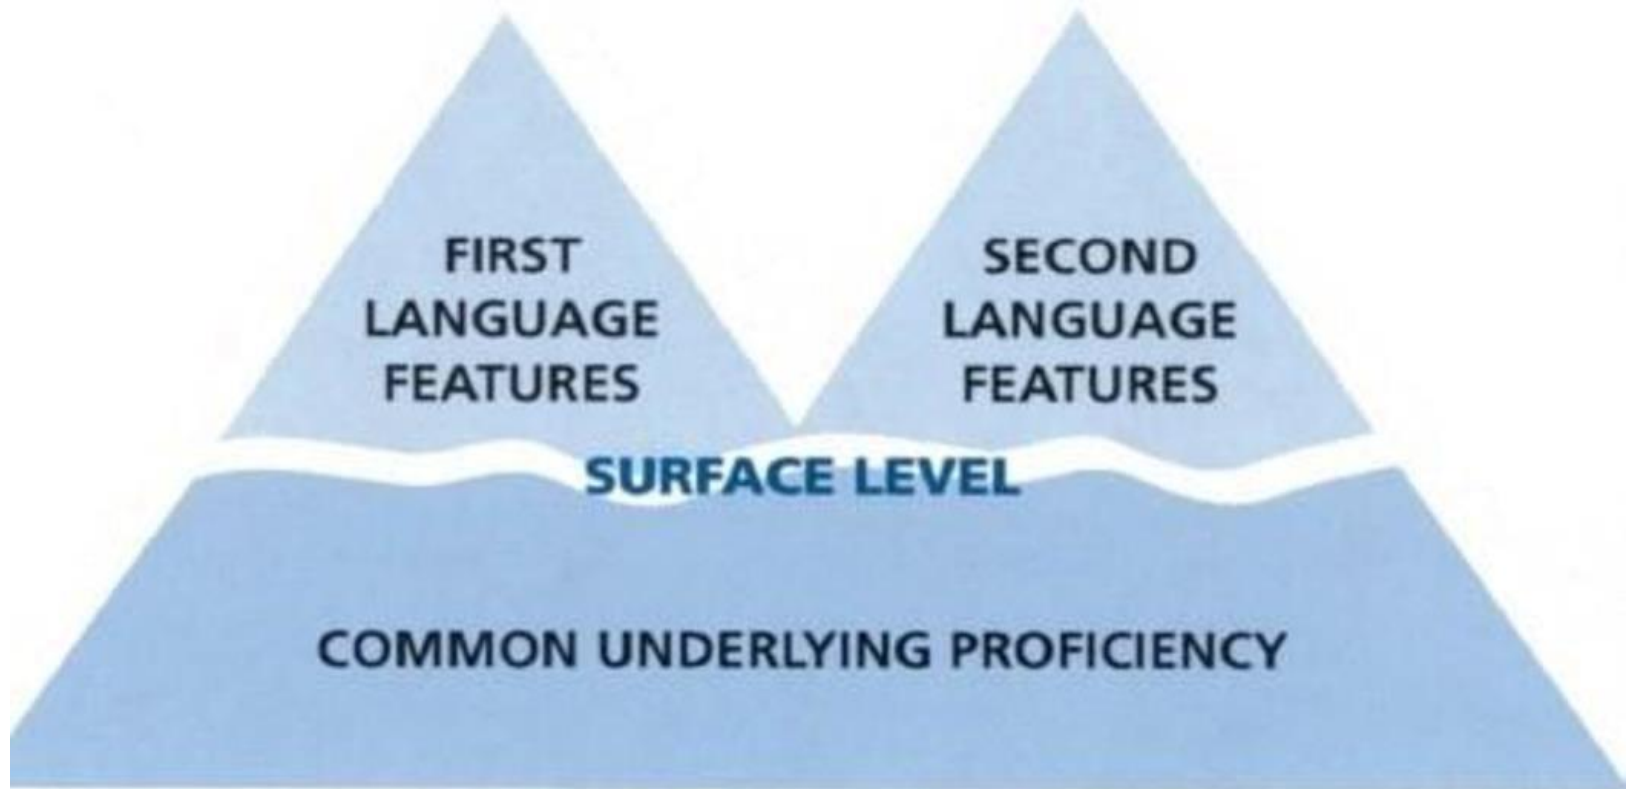 FIRST
LANGUAGE
FEATURES
SECOND
LANGUAGE
FEATURES
SURFACE LEVEL
COMMON UNDERLYING PROFICIENCY